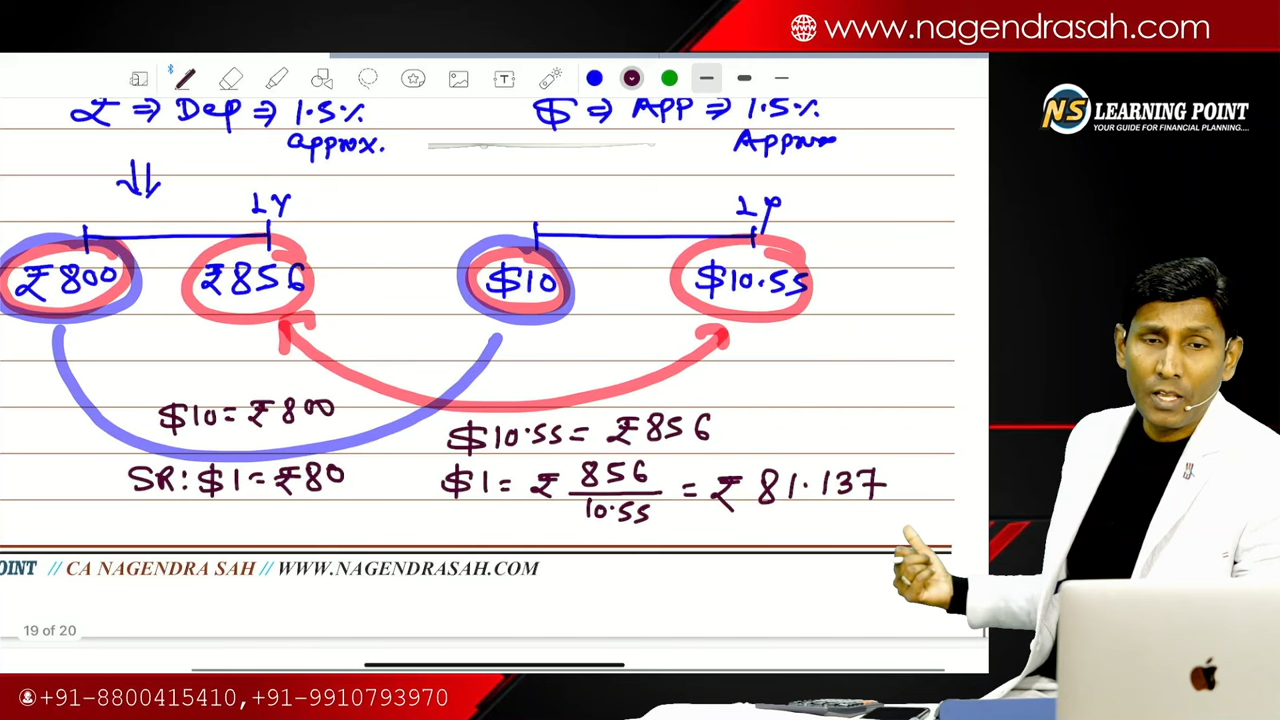 www.nagendrasah.com
NS LEARNING POINT
YOUR GUIDE FOR FINANCIAL PLANNING....
T
₹ ⇒ Dep ⇒ 1.5%
approx.
$ ⇒ APP ⇒ 1.5%
Approx
1Y
1Y
₹800
₹856
$10
$10.55
$10 = ₹800
SR: $1 = ₹80
$10.55 = ₹856
$1 = ₹ 856/10.55 = ₹ 81.137
OINT // CA NAGENDRA SAH // WWW.NAGENDRASAH.COM
19 of 20
+91-8800415410,+91-9910793970